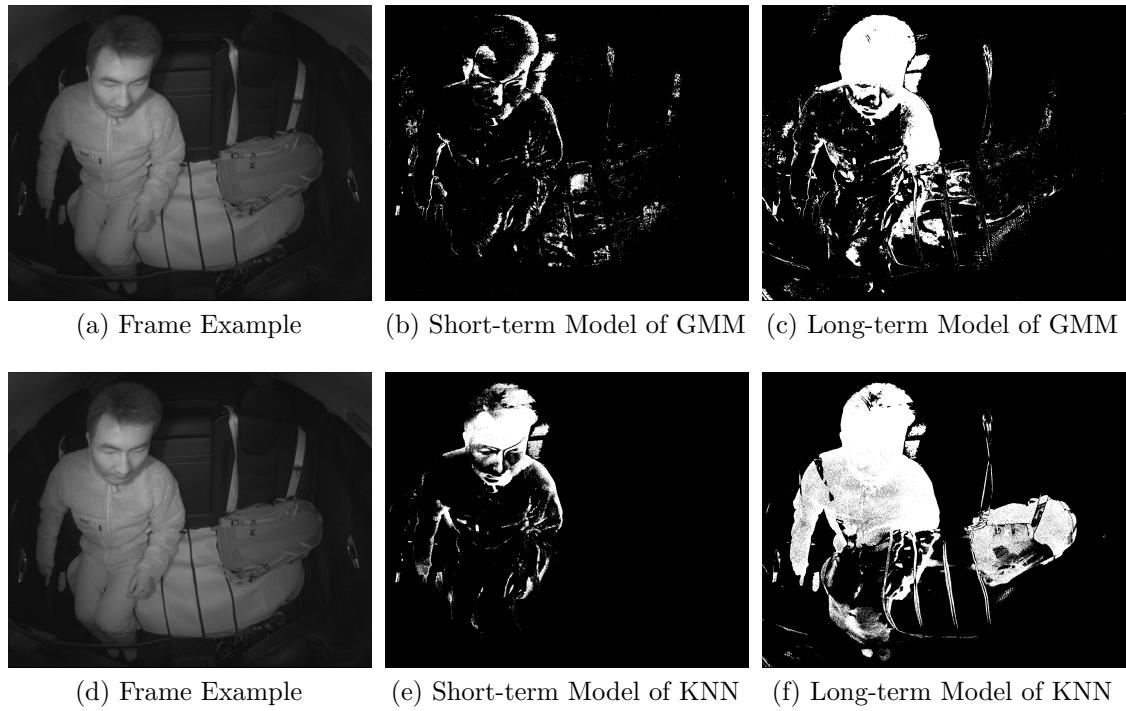 (a) Frame Example
(b) Short-term Model of GMM
(c) Long-term Model of GMM
(d) Frame Example
(e) Short-term Model of KNN
(f) Long-term Model of KNN